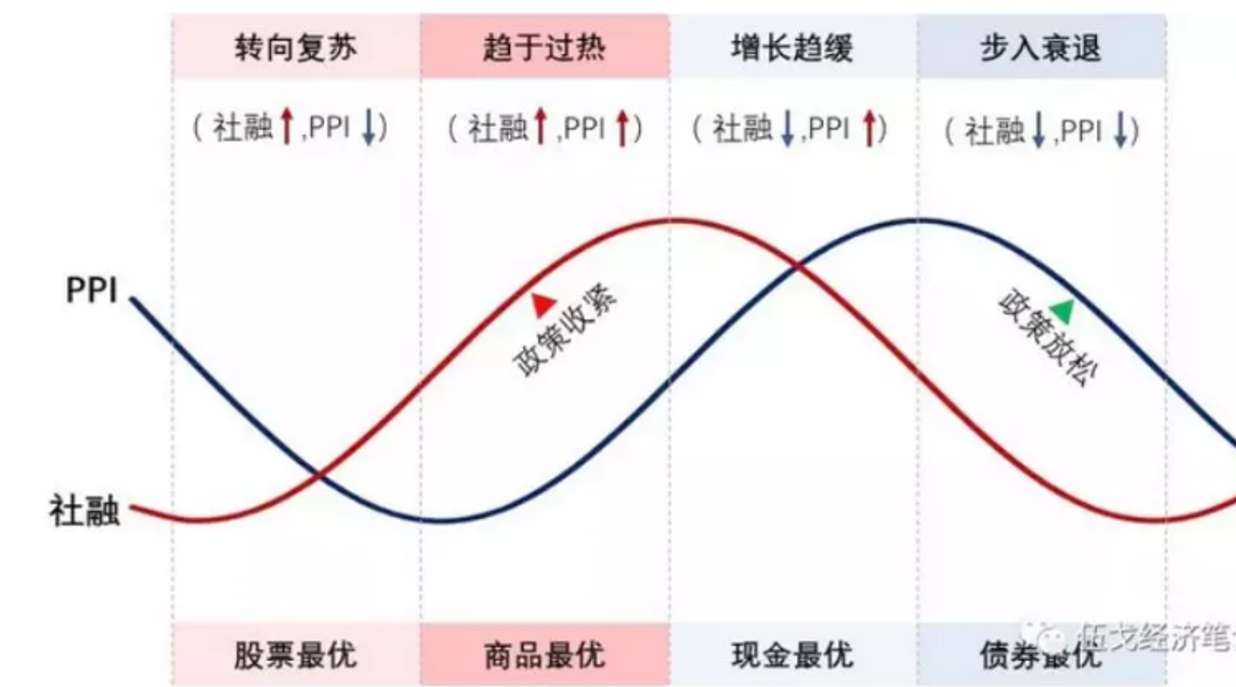 转向复苏
趋于过热
增长趋缓
步入衰退
（社融↑,PPI↓）
（社融↑,PPI↑）
（社融↓,PPI↑）
（社融↓,PPI↓）
PPI
政策收紧
政策放松
社融
股票最优
商品最优
现金最优
债券最优
伍戈经济笔